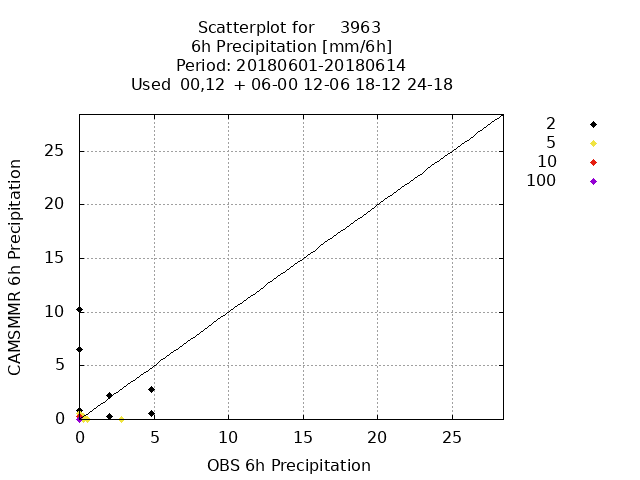 Scatterplot for 3963
6h Precipitation [mm/6h]
Period: 20180601-20180614
Used 00,12 + 06-00 12-06 18-12 24-18
2
5
10
100
25
20
15
10
5
0
CAMSMMR 6h Precipitation
0 5 10 15 20 25
OBS 6h Precipitation